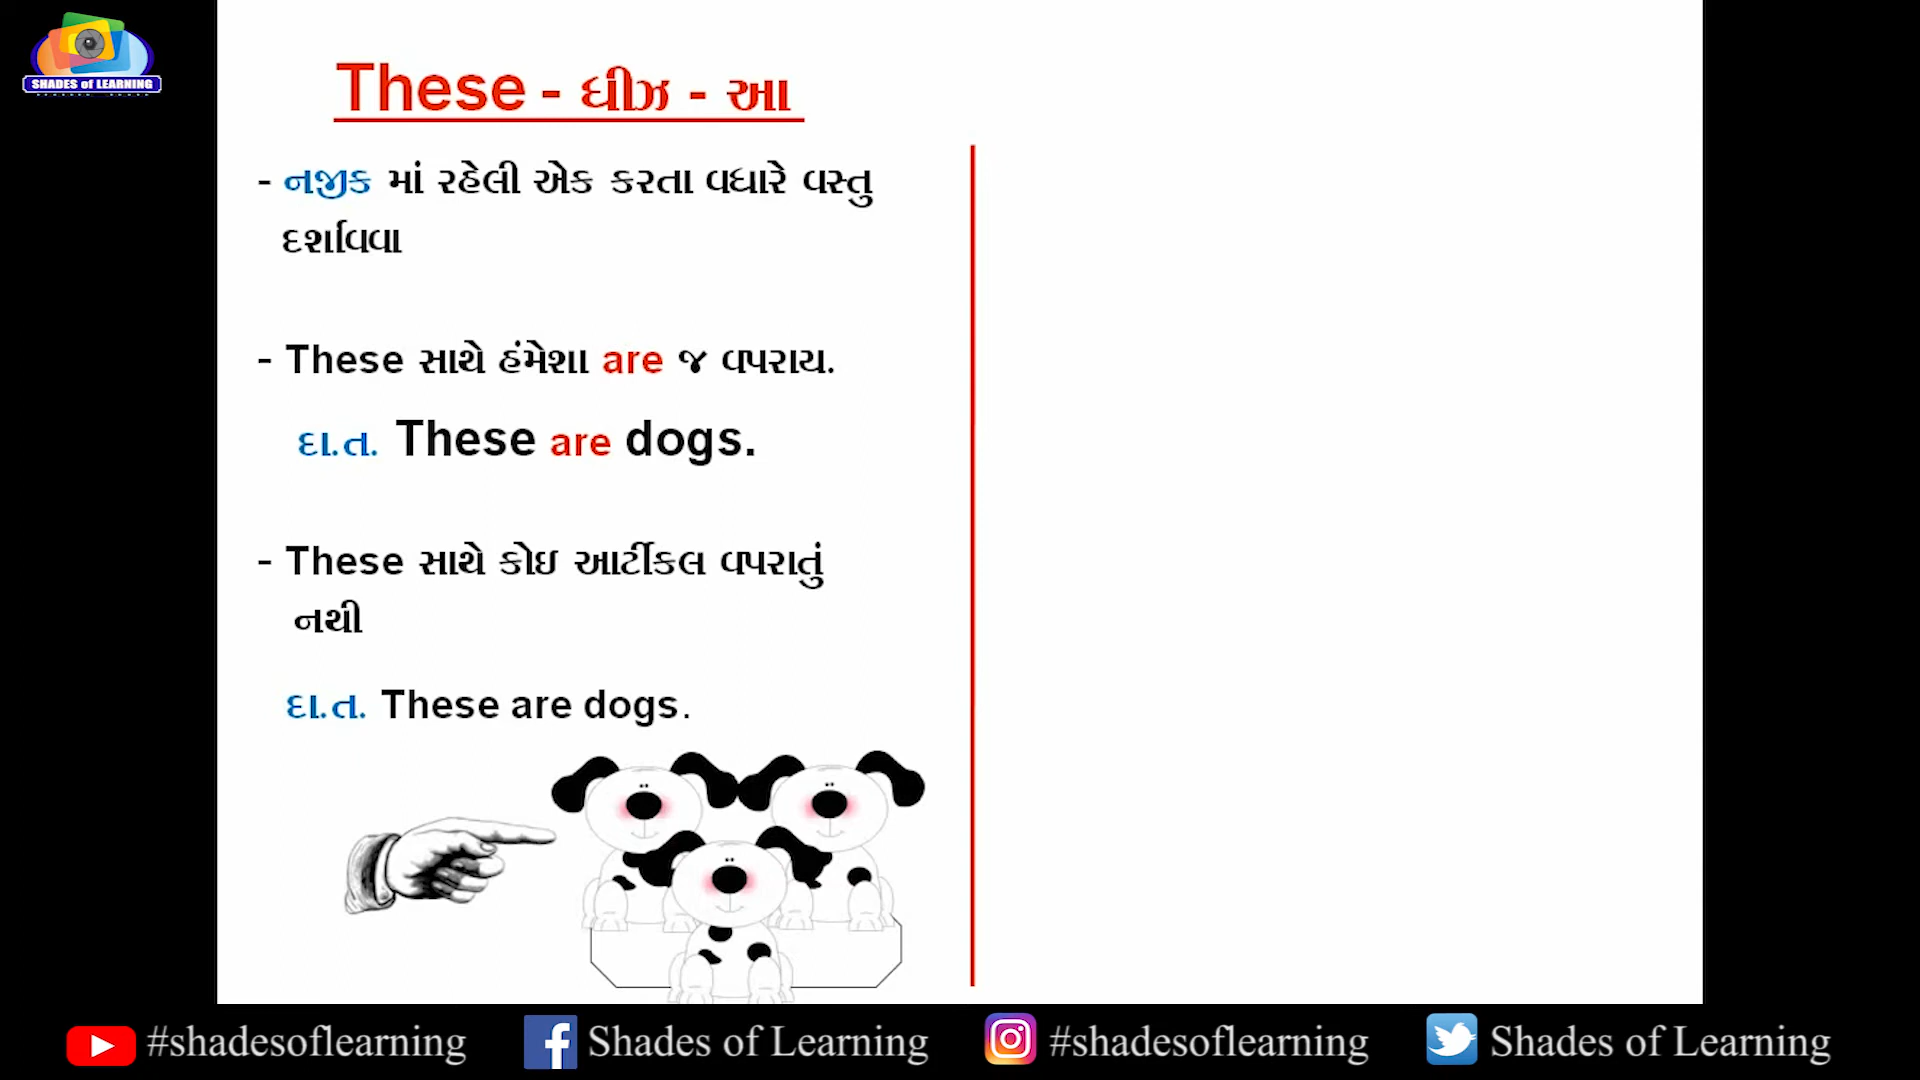 SHADES of LEARNING
These - ધીઝ - આ
- નજીક માં રહેલી એક કરતા વધારે વસ્તુ
દર્શાવવા
- These સાથે હંમેશા are જ વપરાય.
દા.ત. These are dogs.
- These સાથે કોઇ આર્ટીકલ વપરાતું
નથી
દા.ત. These are dogs.
#shadesoflearning
Shades of Learning
#shadesoflearning
Shades of Learning